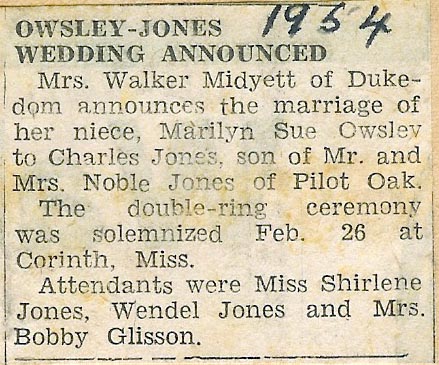 OWSLEY-JONES 1954
WEDDING ANNOUNCED
Mrs. Walker Midyett of Duke-
dom announces the marriage of
her niece, Marilyn Sue Owsley
to Charles Jones, son of Mr. and
Mrs. Noble Jones of Pilot Oak.
The double-ring ceremony
was solemnized Feb. 26 at
Corinth, Miss.
Attendants were Miss Shirlene
Jones, Wendel Jones and Mrs.
Bobby Glisson.